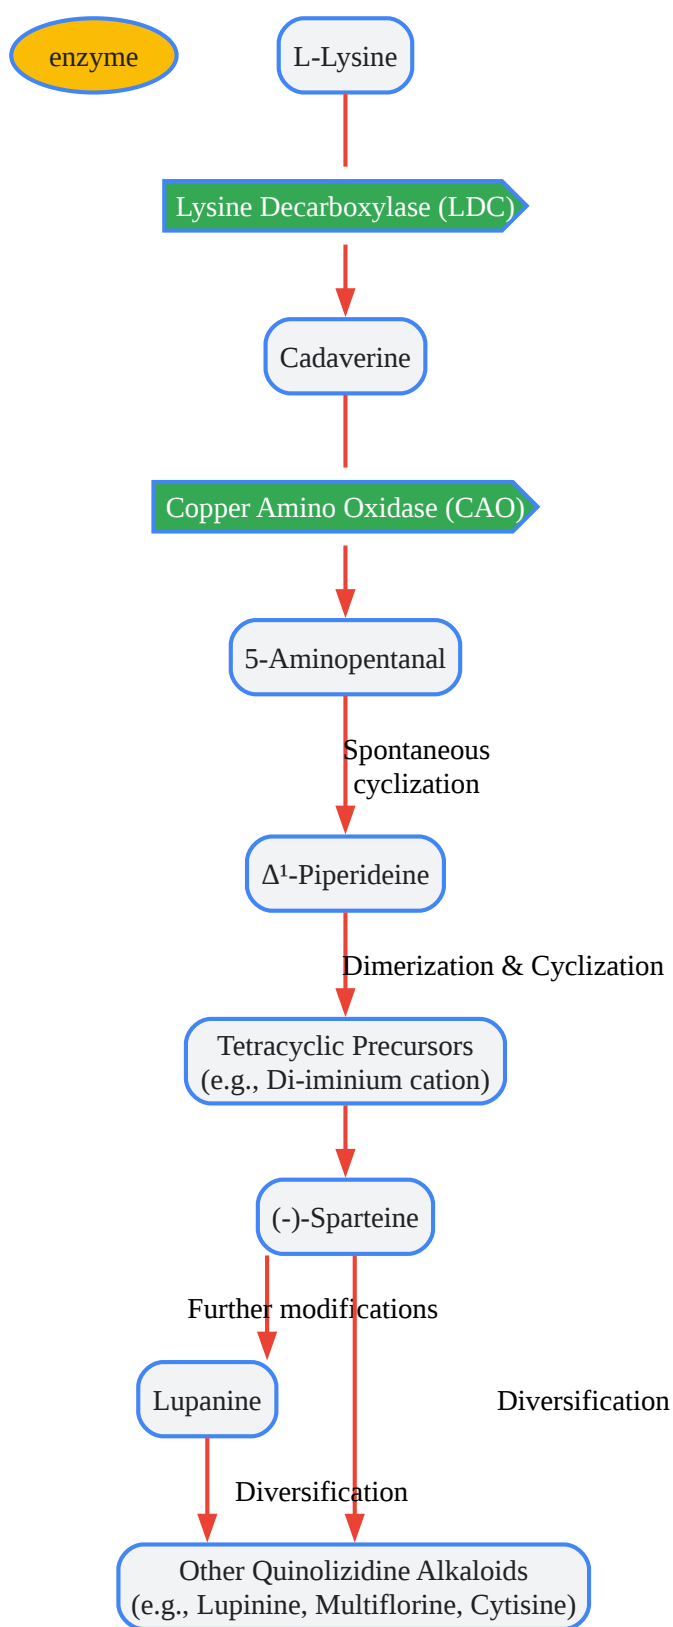 enzyme
L-Lysine
Lysine Decarboxylase (LDC)
Cadaverine
Copper Amino Oxidase (CAO)
5-Aminopentanal
Spontaneous
cyclization
Δ¹-Piperideine
Dimerization & Cyclization
Tetracyclic Precursors
(e.g., Di-iminium cation)
(-)-Sparteine
Further modifications
Lupanine
Diversification
Diversification
Other Quinolizidine Alkaloids
(e.g., Lupinine, Multiflorine, Cytisine)